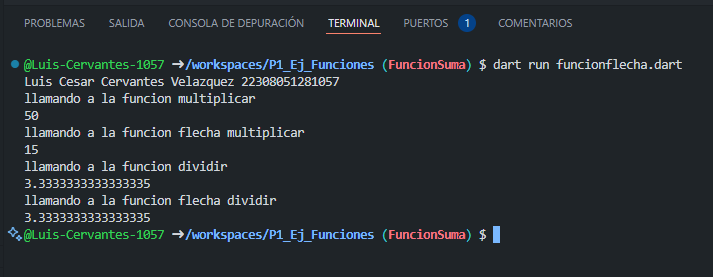 PROBLEMAS SALIDA CONSOLA DE DEPURACIÓN TERMINAL PUERTOS 1 COMENTARIOS
@Luis-Cervantes-1057 ➜/workspaces/P1_Ej_Funciones (FuncionSuma) $ dart run funcionflecha.dart
Luis Cesar Cervantes Velazquez 22308051281057
llamando a la funcion multiplicar
50
llamando a la funcion flecha multiplicar
15
llamando a la funcion dividir
3.3333333333333335
llamando a la funcion flecha dividir
3.3333333333333335
@Luis-Cervantes-1057 ➜/workspaces/P1_Ej_Funciones (FuncionSuma) $